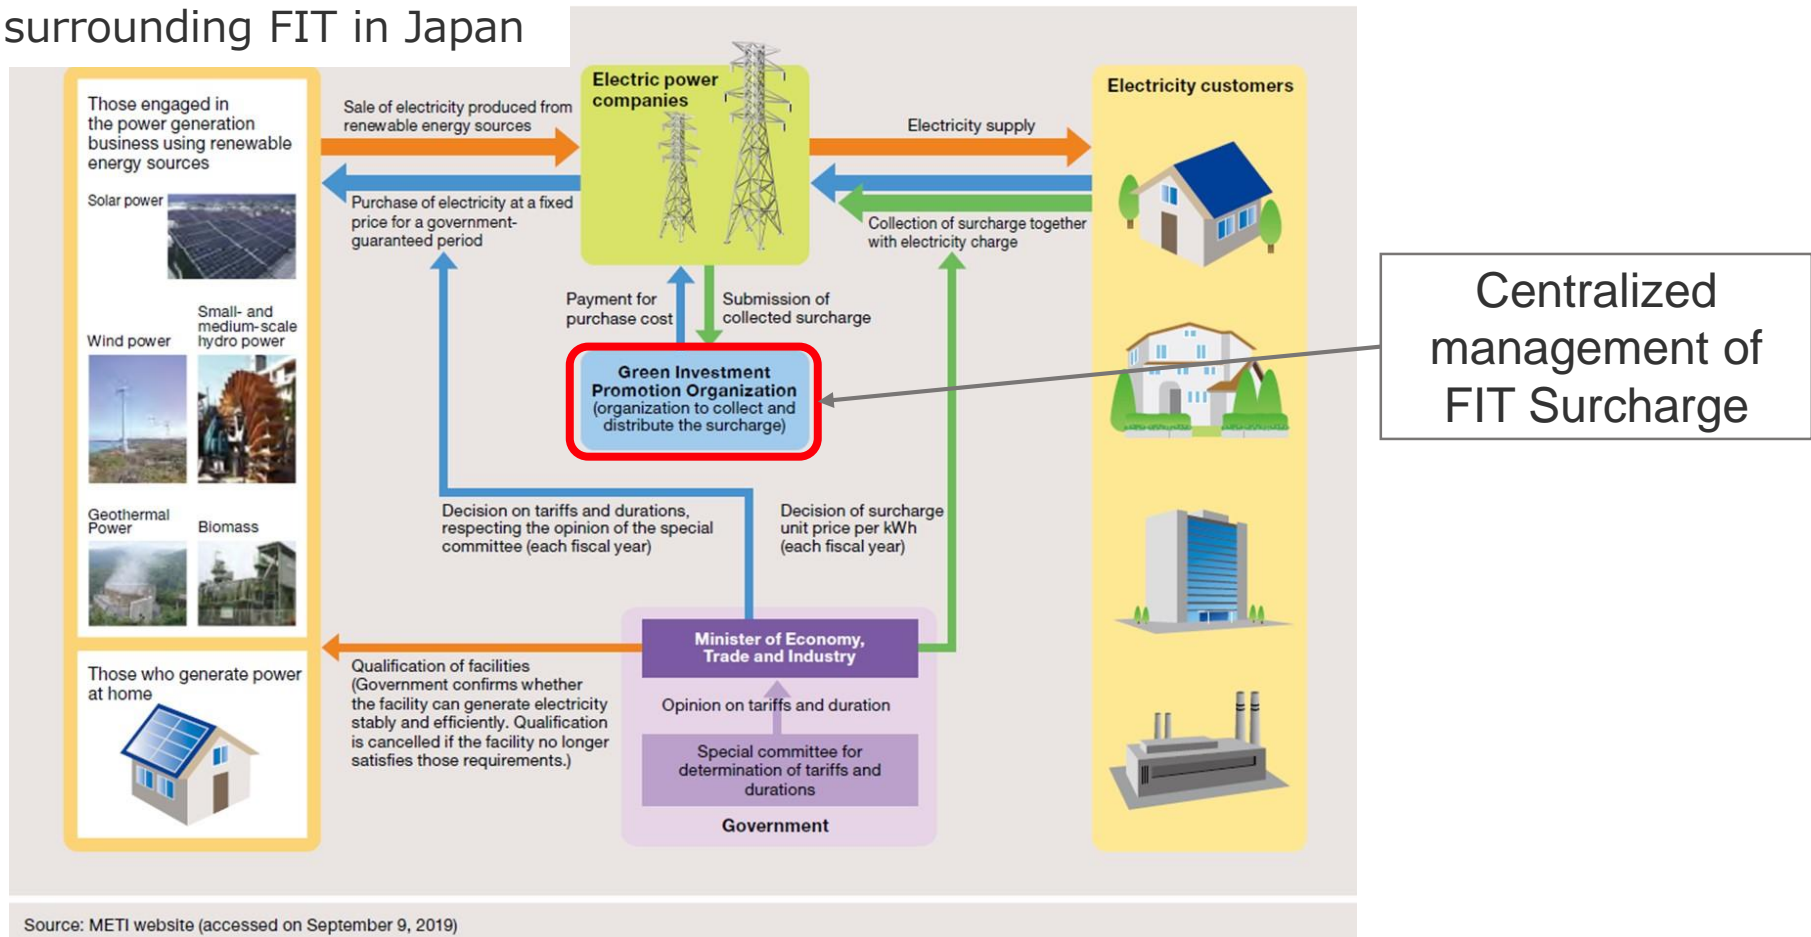 surrounding FIT in Japan
Those engaged in
the power generation
business using renewable
energy sources
Solar power
Wind power
Small- and
medium-scale
hydro power
Geothermal
Power
Biomass
Those who generate power
at home
Sale of electricity produced from
renewable energy sources
Purchase of electricity at a fixed
price for a government-
guaranteed period
Electric power
companies
Electricity supply
Collection of surcharge together
with electricity charge
Electricity customers
Payment for
purchase cost
Submission of
collected surcharge
Green Investment
Promotion Organization
(organization to collect and
distribute the surcharge)
Centralized
management of
FIT Surcharge
Decision on tariffs and durations,
respecting the opinion of the special
committee (each fiscal year)
Decision of surcharge
unit price per kWh
(each fiscal year)
Qualification of facilities
(Government confirms whether
the facility can generate electricity
stably and efficiently. Qualification
is cancelled if the facility no longer
satisfies those requirements.)
Minister of Economy,
Trade and Industry
Opinion on tariffs and duration
Special committee for
determination of tariffs and
durations
Government
Source: METI website (accessed on September 9, 2019)